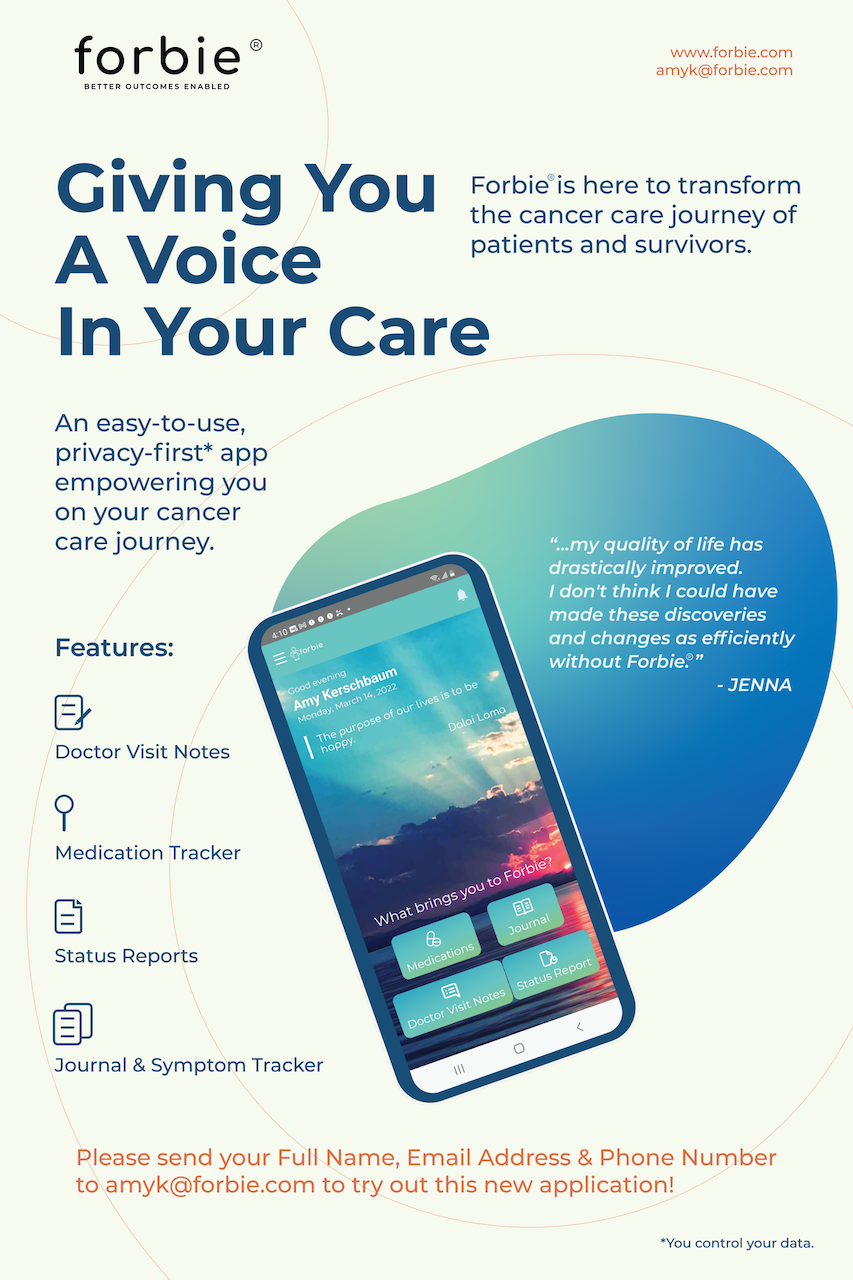 forbie®
BETTER OUTCOMES ENABLED
www.forbie.com
amyk@forbie.com
Giving You
A Voice
In Your Care
Forbie® is here to transform
the cancer care journey of
patients and survivors.
An easy-to-use,
privacy-first* app
empowering you
on your cancer
care journey.
“...my quality of life has
drastically improved.
I don't think I could have
made these discoveries
and changes as efficiently
without Forbie®.”
- JENNA
Features:
Doctor Visit Notes
Medication Tracker
Status Reports
Journal & Symptom Tracker
4:10
forbie
Good evening
Amy Kerschbaum
Monday, March 14, 2022
The purpose of our lives is to be
happy.
Dalai Lama
What brings you to Forbie?
Medications
Journal
Doctor Visit Notes
Status Report
Please send your Full Name, Email Address & Phone Number
to amyk@forbie.com to try out this new application!
*You control your data.